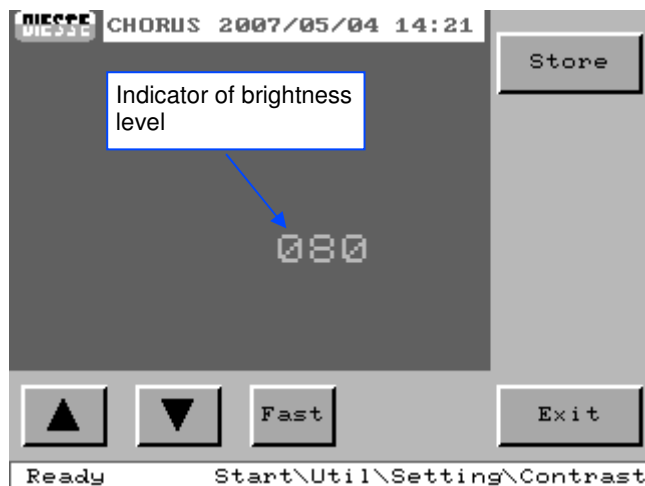 DIESSE CHORUS 2007/05/04 14:21
Store
Indicator of brightness
level
080
Fast
Exit
Ready Start\Util\Setting\Contrast